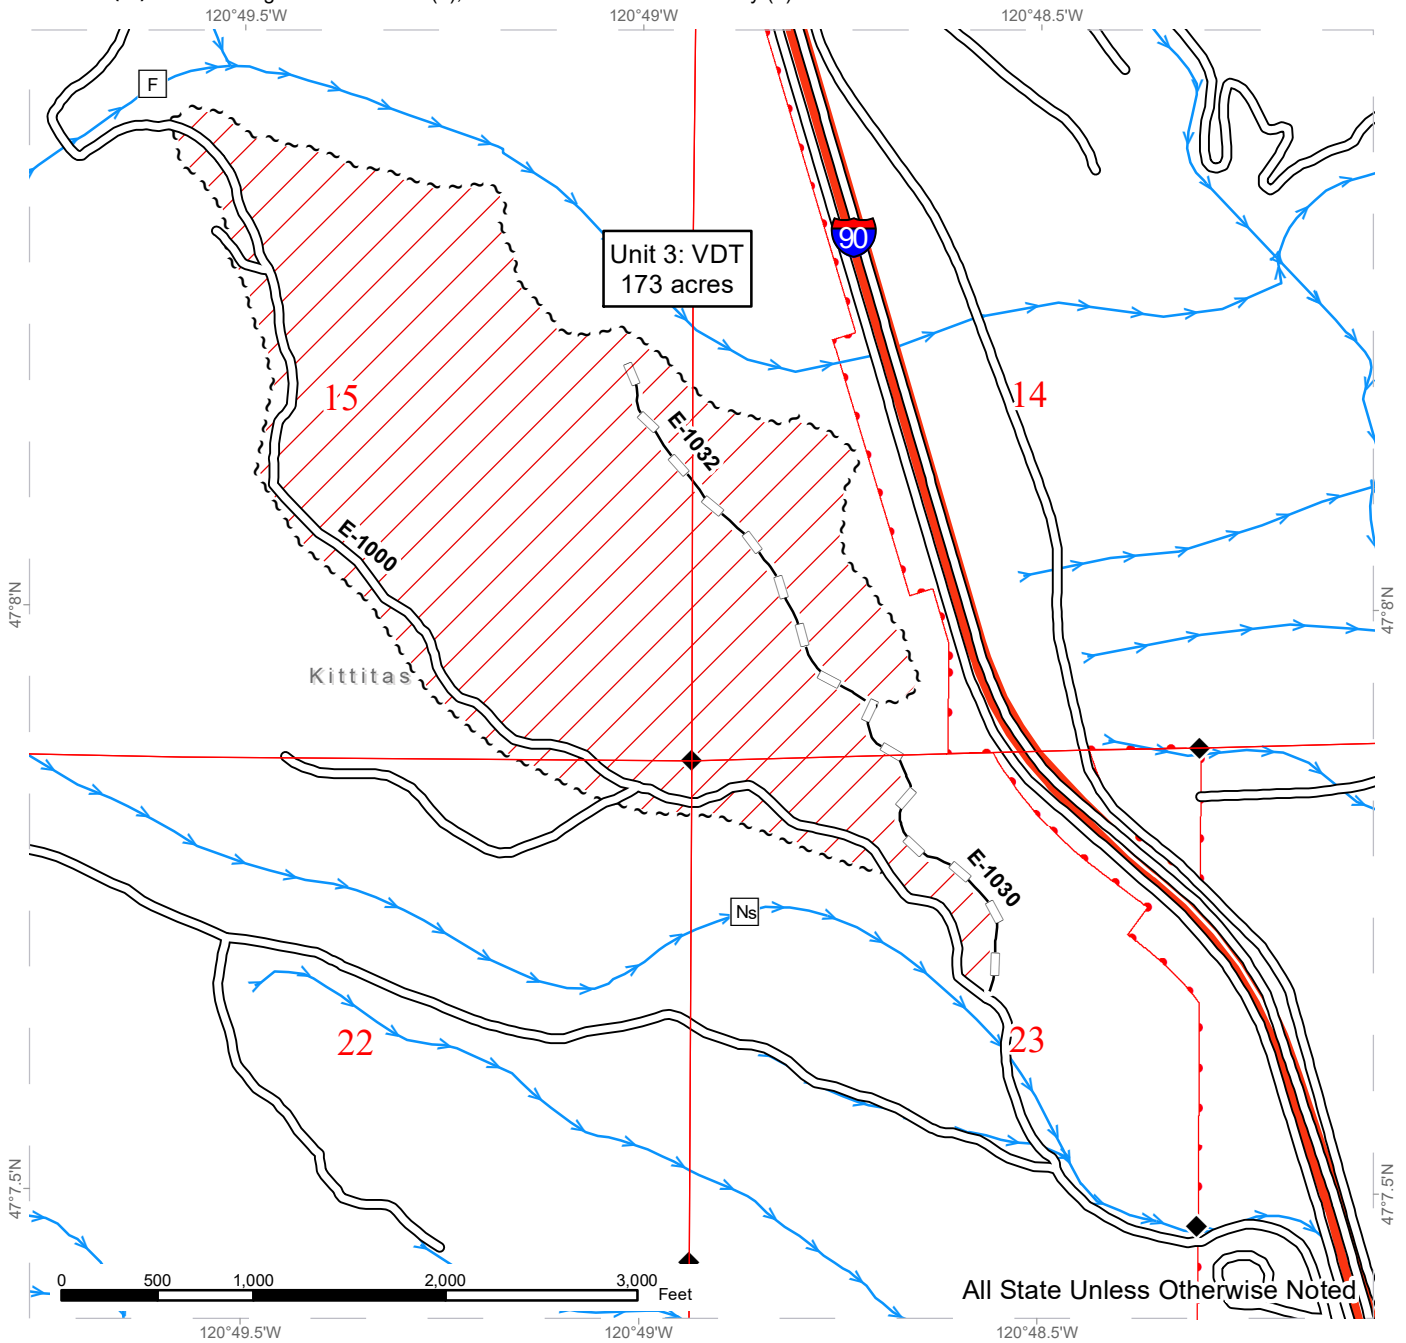 120°49.5'W
120°49'W
120°48.5'W
F
90
Unit 3: VDT
173 acres
15
14
E-1032
E-1000
47°8'N
47°8'N
Kittitas
E-1030
Ns
22
23
47°7.5'N
47°7.5'N
0 500 1,000 2,000 3,000
Feet
All State Unless Otherwise Noted
120°49.5'W
120°49'W
120°48.5'W